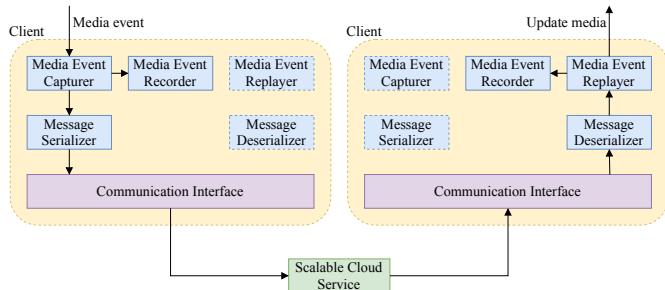 Media event
Update media
Client
Client
Media Event
Capturer
Media Event
Recorder
Media Event
Replayer
Media Event
Capturer
Media Event
Recorder
Media Event
Replayer
Message
Serializer
Message
Deserializer
Message
Serializer
Message
Deserializer
Communication Interface
Communication Interface
Scalable Cloud
Service